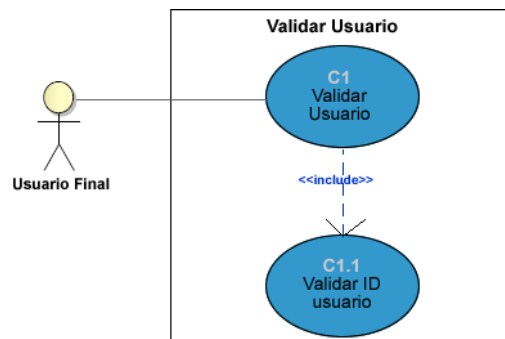 Validar Usuario
C1
Validar
Usuario
Usuario Final
<<include>>
C1.1
Validar ID
usuario